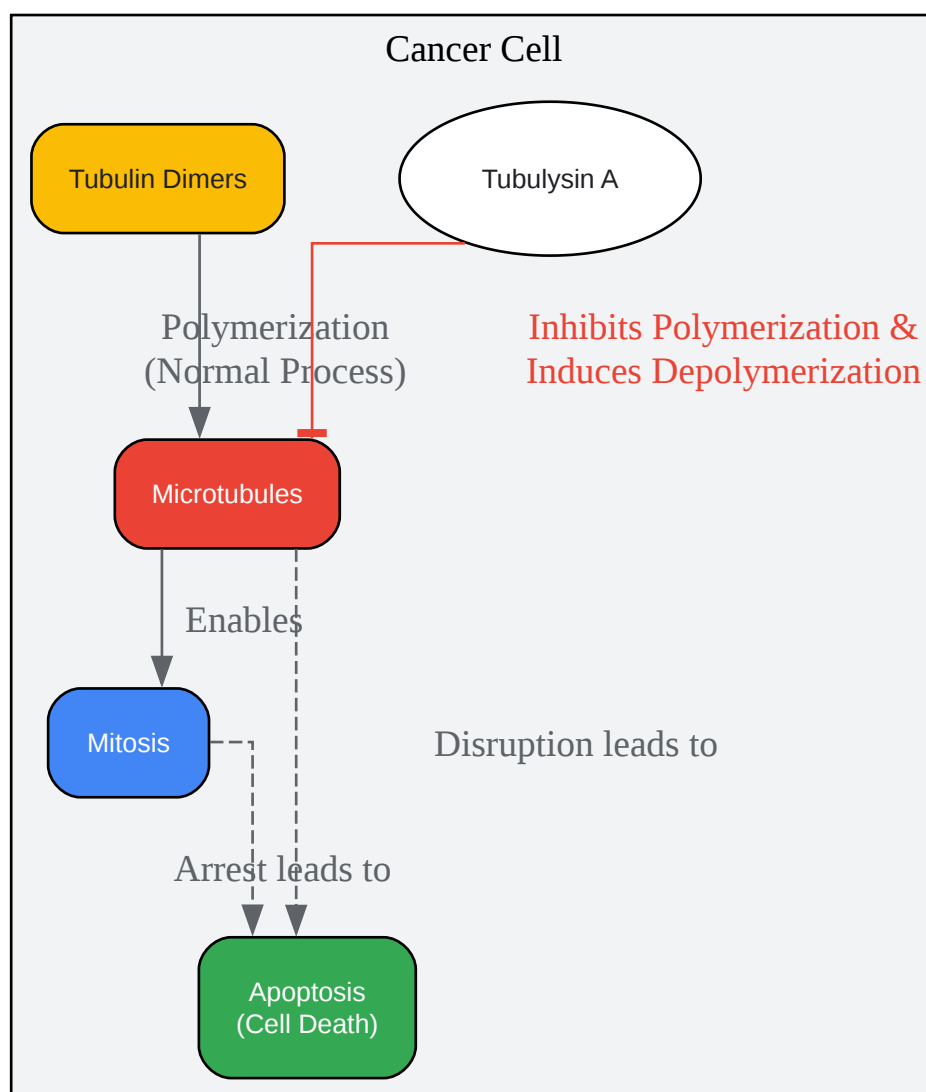 Cancer Cell
Tubulin Dimers
Tubulysin A
Polymerization
(Normal Process)
Inhibits Polymerization &
Induces Depolymerization
Microtubules
Enables
Mitosis
Disruption leads to
Arrest leads to
Apoptosis
(Cell Death)